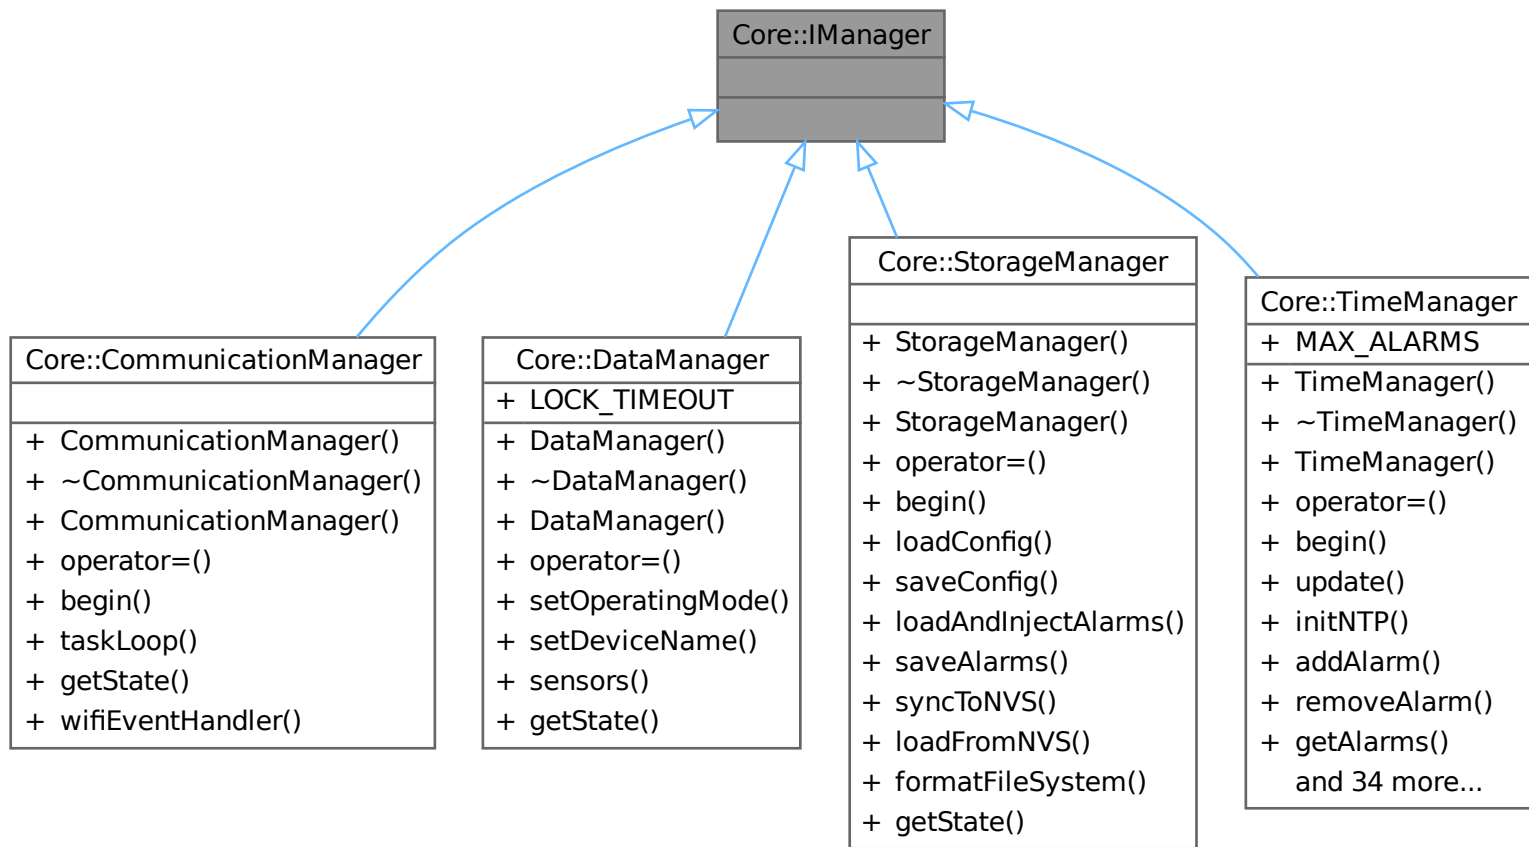 Core::IManager
Core::CommunicationManager
+ CommunicationManager()
+ ~CommunicationManager()
+ CommunicationManager()
+ operator=()
+ begin()
+ taskLoop()
+ getState()
+ wifiEventHandler()
Core::DataManager
+ LOCK_TIMEOUT
+ DataManager()
+ ~DataManager()
+ DataManager()
+ operator=()
+ setOperatingMode()
+ setDeviceName()
+ sensors()
+ getState()
Core::StorageManager
+ StorageManager()
+ ~StorageManager()
+ StorageManager()
+ operator=()
+ begin()
+ loadConfig()
+ saveConfig()
+ loadAndInjectAlarms()
+ saveAlarms()
+ syncToNVS()
+ loadFromNVS()
+ formatFileSystem()
+ getState()
Core::TimeManager
+ MAX_ALARMS
+ TimeManager()
+ ~TimeManager()
+ TimeManager()
+ operator=()
+ begin()
+ update()
+ initNTP()
+ addAlarm()
+ removeAlarm()
+ getAlarms()
and 34 more...